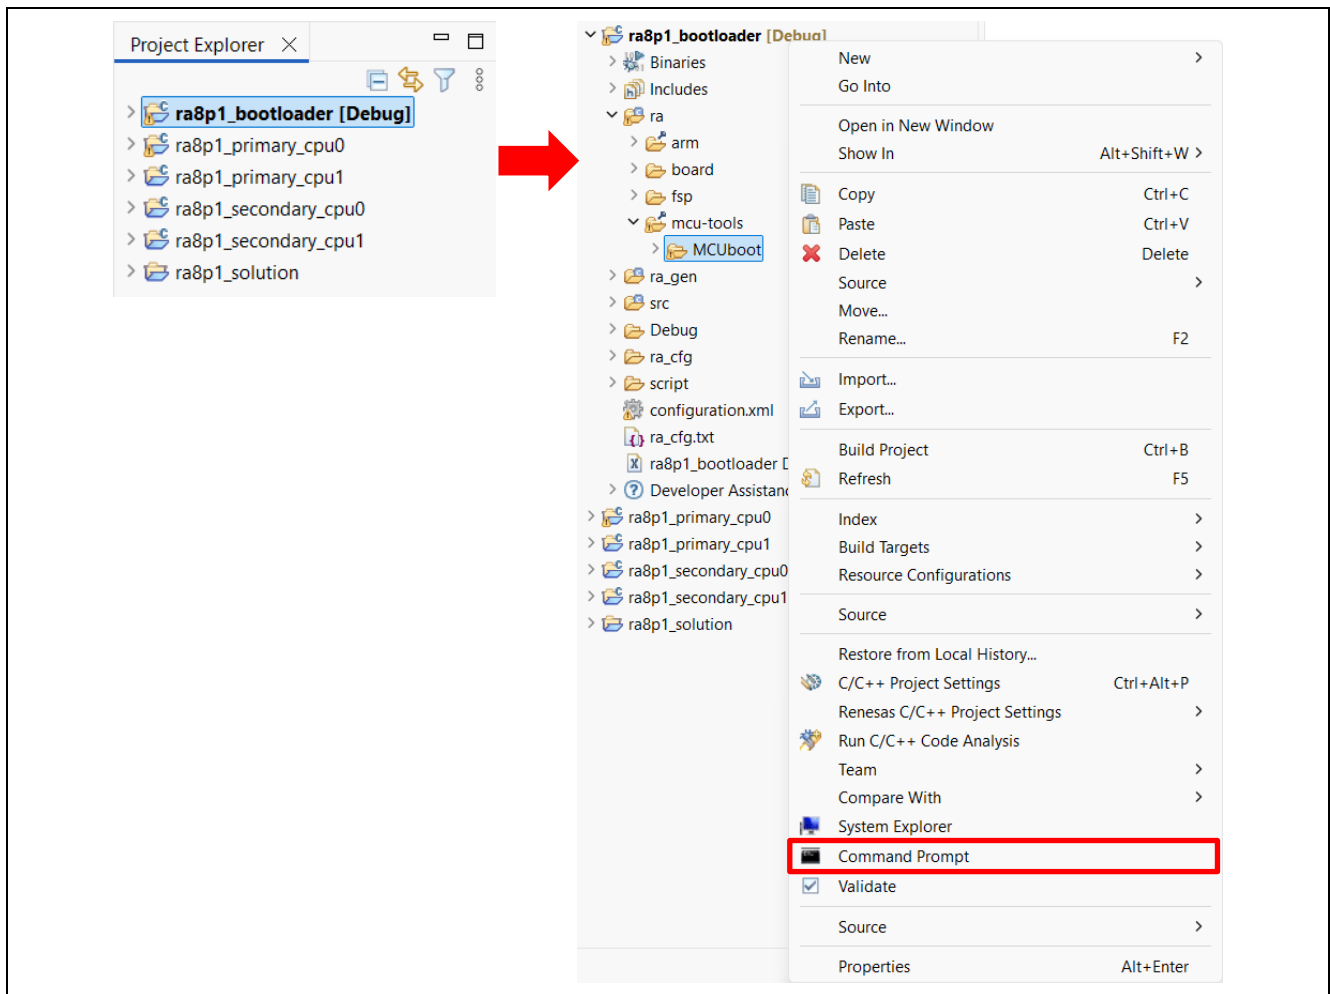 Project Explorer
ra8p1_bootloader [Debug]
ra8p1_primary_cpu0
ra8p1_primary_cpu1
ra8p1_secondary_cpu0
ra8p1_secondary_cpu1
ra8p1_solution
ra8p1_bootloader [Debug]
Binaries
Includes
ra
arm
board
fsp
mcu-tools
MCUboot
ra_gen
src
Debug
ra_cfg
script
configuration.xml
ra_cfg.txt
ra8p1_bootloader D
Developer Assistanc
ra8p1_primary_cpu0
ra8p1_primary_cpu1
ra8p1_secondary_cpu0
ra8p1_secondary_cpu1
ra8p1_solution
New
Go Into
Open in New Window
Show In Alt+Shift+W >
Copy Ctrl+C
Paste Ctrl+V
Delete Delete
Source
Move...
Rename... F2
Import...
Export...
Build Project Ctrl+B
Refresh F5
Index
Build Targets
Resource Configurations
Source
Restore from Local History...
C/C++ Project Settings Ctrl+Alt+P
Renesas C/C++ Project Settings
Run C/C++ Code Analysis
Team
Compare With
System Explorer
Command Prompt
Validate
Source
Properties Alt+Enter